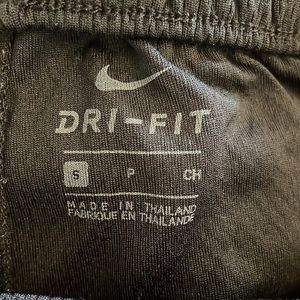 DRI-FIT
S P CH
MADE IN THAILAND
FABRIQUE EN THAILANDE